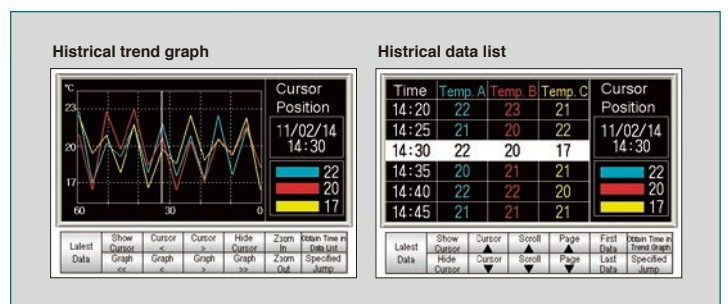 Histrical trend graph
°C
23
20
17
60 30 0
Cursor
Position
11/02/14
14:30
22
20
17
Latest
Data
Show
Cursor
Cursor
<
Cursor
>
Hide
Cursor
Zoom
In
Obtain Time in
Data List
Graph
<<
Graph
<
Graph
>
Graph
>>
Zoom
Out
Specified
Jump
Histrical data list
Time Temp. A Temp. B Temp. C
14:20 22 23 21
14:25 21 20 22
14:30 22 20 17
14:35 20 21 21
14:40 22 22 20
14:45 21 21 21
Cursor
Position
11/02/14
14:30
22
20
17
Latest
Data
Show
Cursor
Cursor
▲
Scroll
▲
Page
▲
First
Data
Obtain Time in
Trend Graph
Hide
Cursor
Cursor
▼
Scroll
▼
Page
▼
Last
Data
Specified
Jump